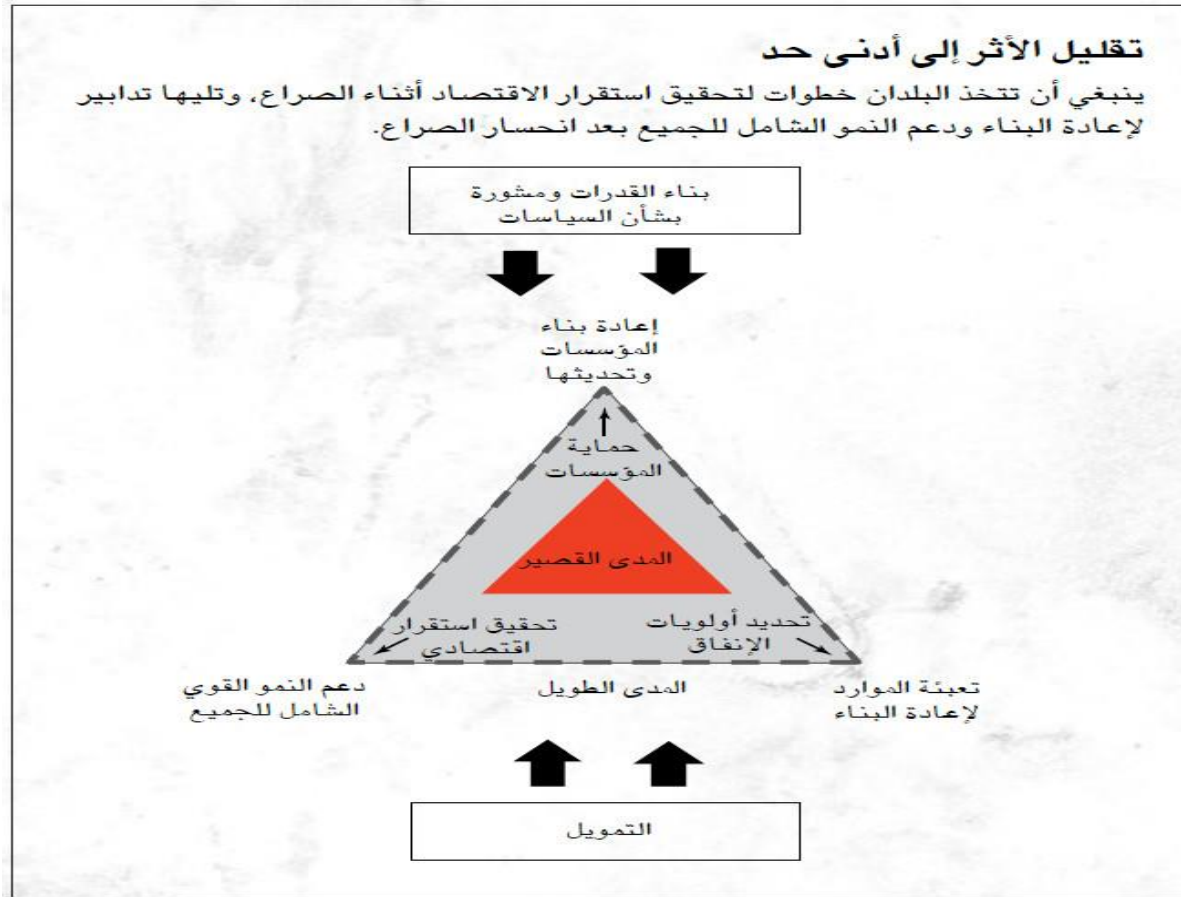 تقليل الأثر إلى أدنى حد
ينبغي أن تتخذ البلدان خطوات لتحقيق استقرار الاقتصاد أثناء الصراع، وتليها تدابير
لإعادة البناء ودعم النمو الشامل للجميع بعد انحسار الصراع.
بناء القدرات ومشورة
بشأن السياسات
إعادة بناء
المؤسسات
وتحديثها
حماية
المؤسسات
المدى القصير
تحديد أولويات
الإنفاق
تحقيق استقرار
اقتصادي
تعبئة الموارد
لإعادة البناء
المدى الطويل
دعم النمو القوي
الشامل للجميع
التمويل